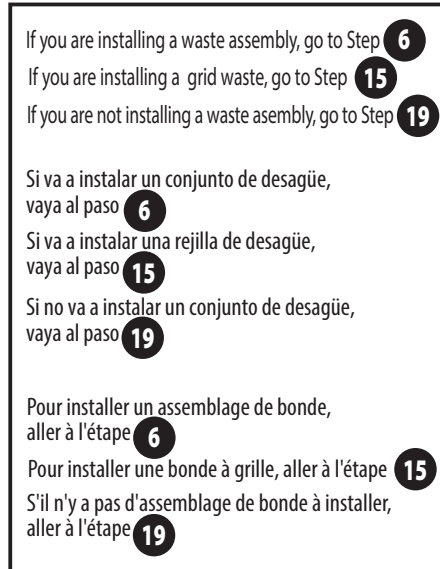 If you are installing a waste assembly, go to Step 6
If you are installing a grid waste, go to Step 15
If you are not installing a waste asembly, go to Step 19
Si va a instalar un conjunto de desagüe,
vaya al paso 6
Si va a instalar una rejilla de desagüe,
vaya al paso 15
Si no va a instalar un conjunto de desagüe,
vaya al paso 19
Pour installer un assemblage de bonde,
aller à l'étape 6
Pour installer une bonde à grille, aller à l'étape 15
S'il n'y a pas d'assemblage de bonde à installer,
aller à l'étape 19